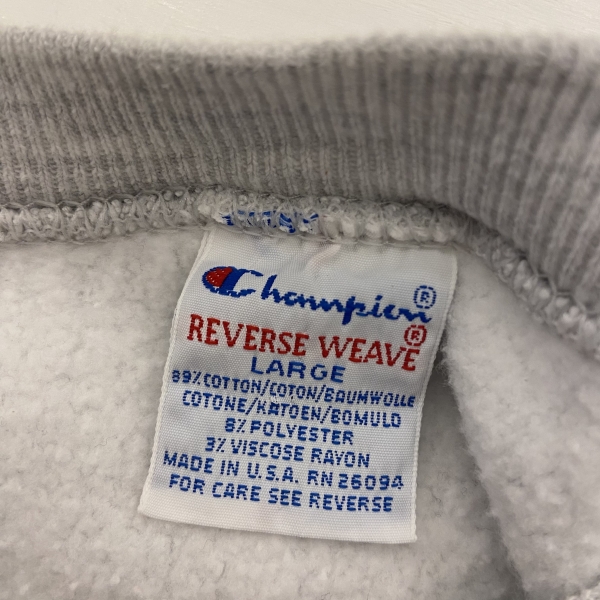 Champion®
REVERSE WEAVE®
LARGE
89% COTTON/COTON/BAUMWOLLE
COTONE/KATOEN/BOMULD
8% POLYESTER
3% VISCOSE RAYON
MADE IN U.S.A. RN 26094
FOR CARE SEE REVERSE